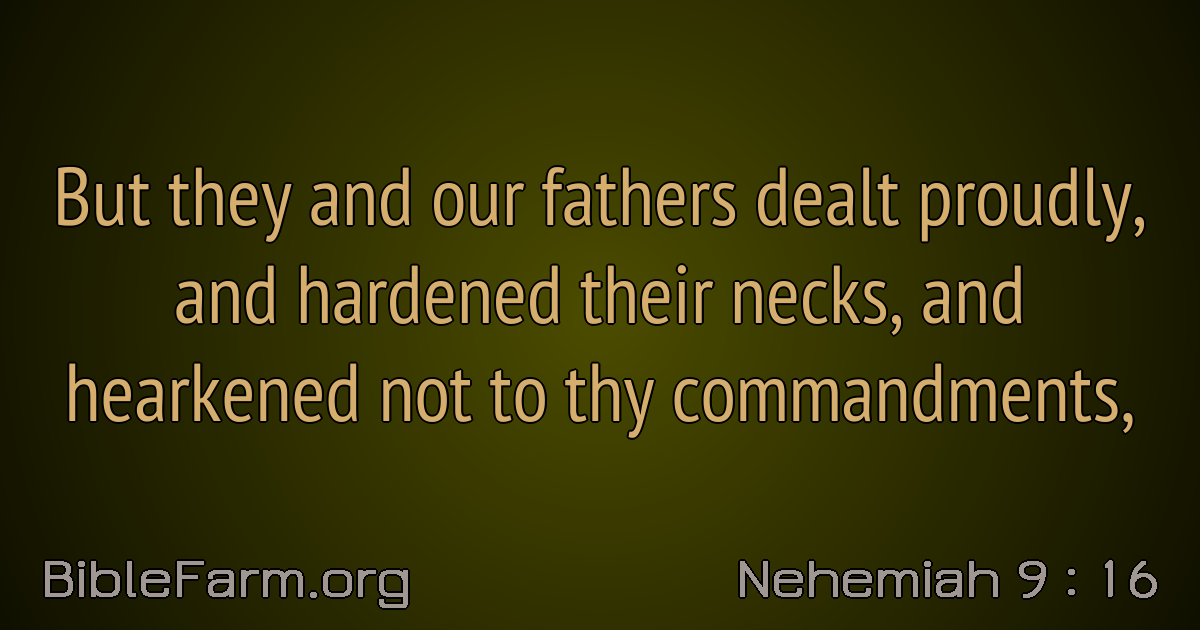 But they and our fathers dealt proudly,
and hardened their necks, and
hearkened not to thy commandments,
BibleFarm.org
Nehemiah 9 : 16